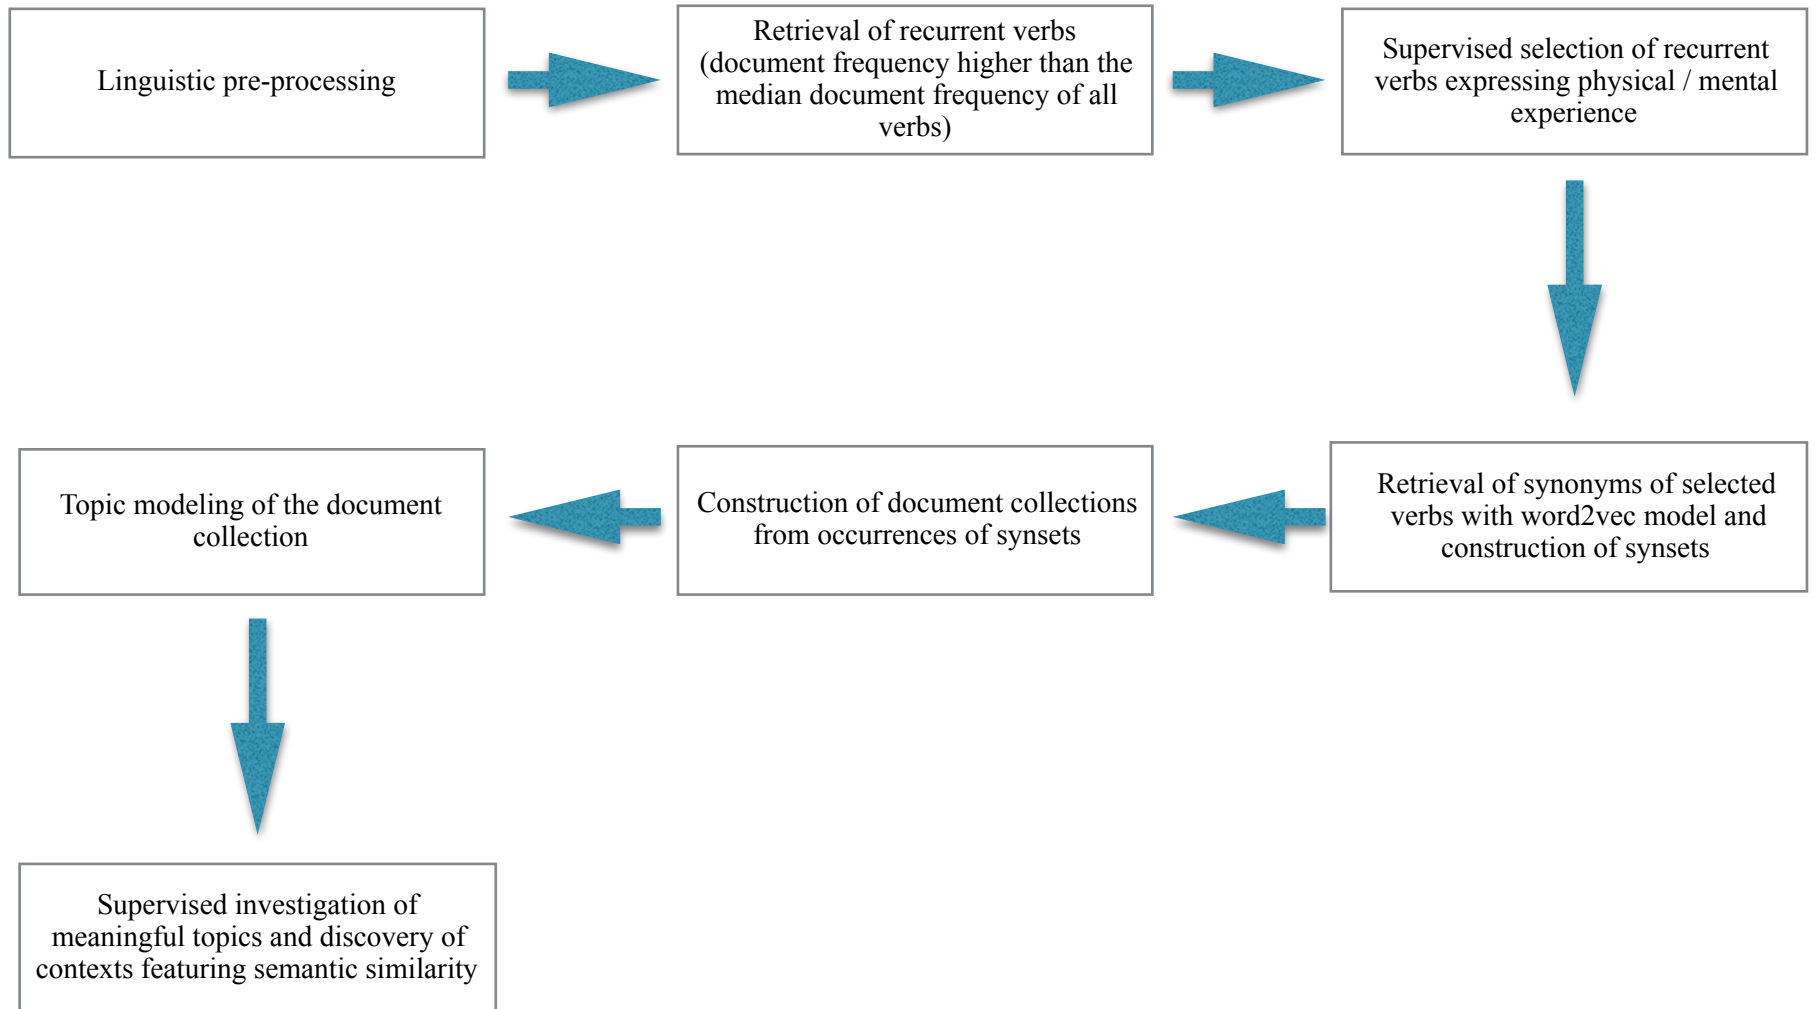 Linguistic pre-processing
Retrieval of recurrent verbs
(document frequency higher than the
median document frequency of all
verbs)
Supervised selection of recurrent
verbs expressing physical / mental
experience
Retrieval of synonyms of selected
verbs with word2vec model and
construction of synsets
Construction of document collections
from occurrences of synsets
Topic modeling of the document
collection
Supervised investigation of
meaningful topics and discovery of
contexts featuring semantic similarity